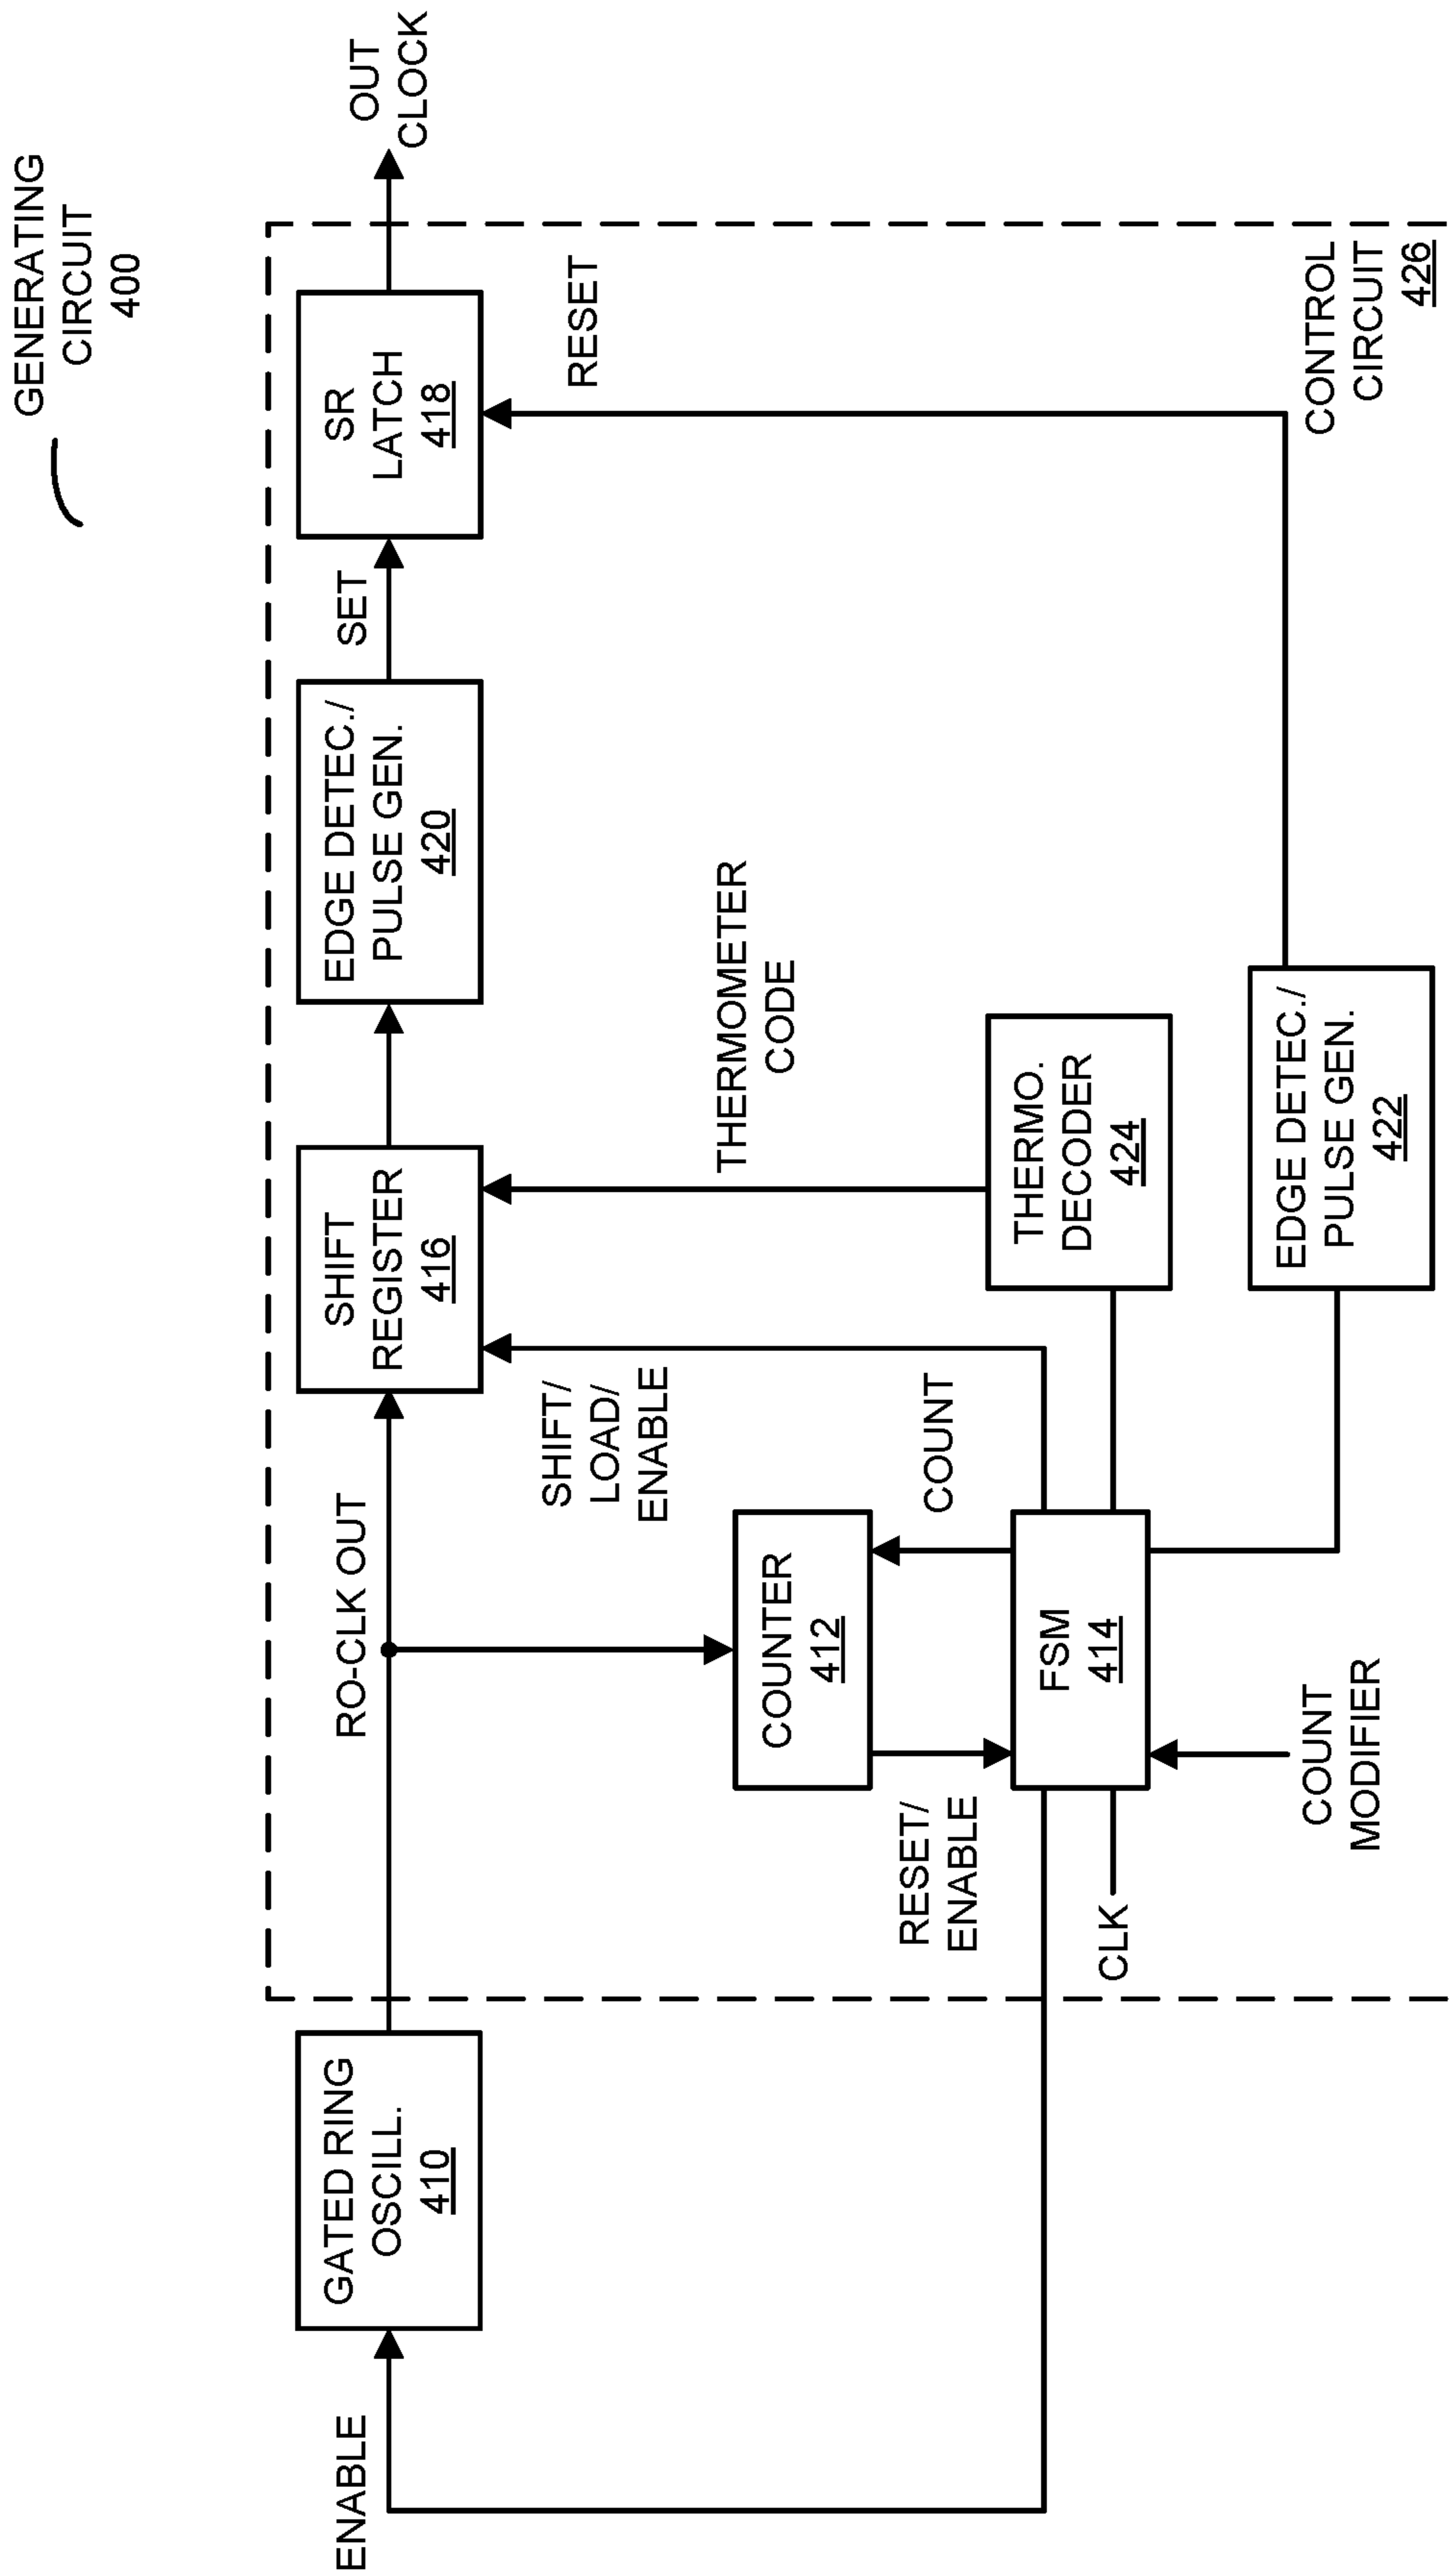 GENERATING
CIRCUIT
400
ENABLE
GATED RING
OSCILL.
410
RO-CLK OUT
SHIFT
REGISTER
416
EDGE DETEC./
PULSE GEN.
420
SET
SR
LATCH
418
OUT
CLOCK
SHIFT/
LOAD/
ENABLE
THERMOMETER
CODE
RESET
COUNTER
412
RESET/
ENABLE
COUNT
FSM
414
THERMO.
DECODER
424
CLK
COUNT
MODIFIER
EDGE DETEC./
PULSE GEN.
422
CONTROL
CIRCUIT
426